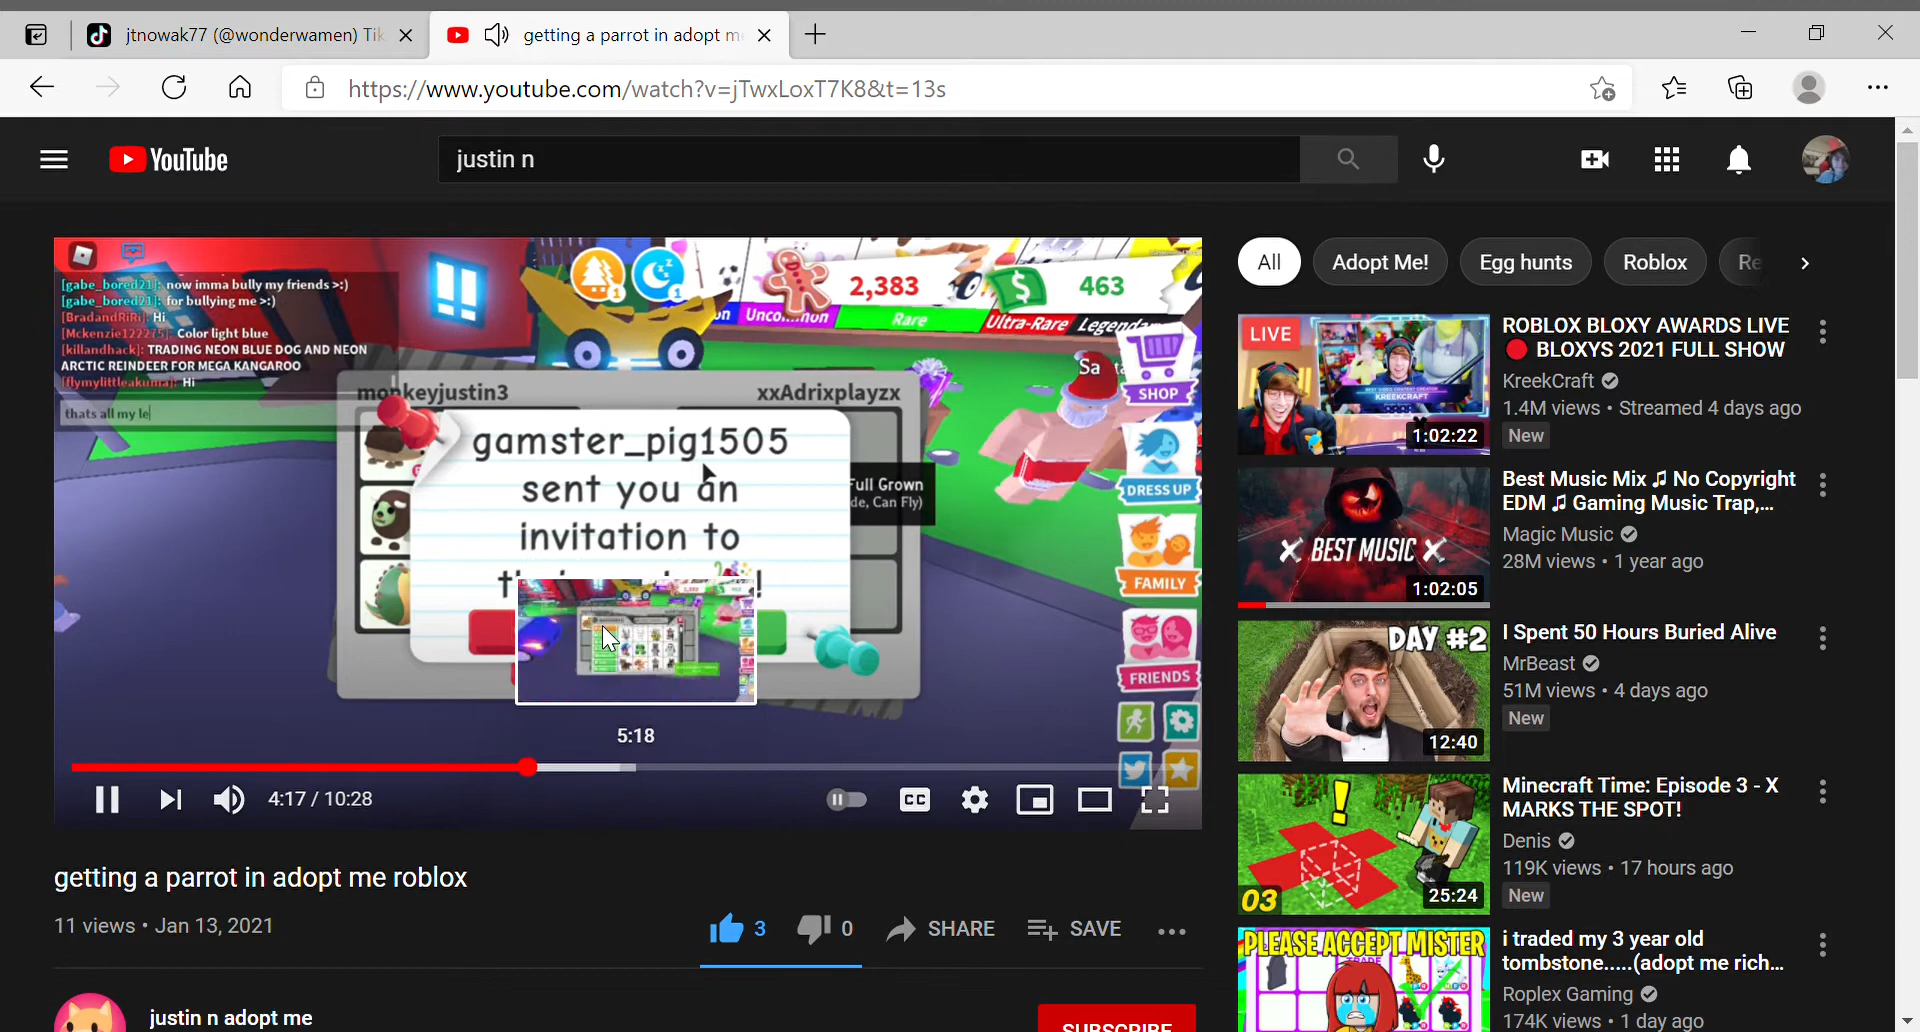 jtnowak77 (@wonderwamen) Tik
getting a parrot in adopt m
https://www.youtube.com/watch?v=jTwxLoxT7K8&t=13s
YouTube
justin n
[gabe_bored21]: now imma bully my friends >:)
[gabe_bored21]: for bullying me >:)
[BradandRiRi]: Hi
[Mckenzie122275]: Color light blue
[killandhack]: TRADING NEON BLUE DOG AND NEON
ARCTIC REINDEER FOR MEGA KANGAROO
[flymylittleakuma]: Hi
thats all my le
1
1
2,383
463
Uncommon
Rare
Ultra-Rare
Legenda
Sa
SHOP
DRESS UP
FAMILY
FRIENDS
monkeyjustin3
xxAdrixplayzx
gamster_pig1505
sent you an
invitation to
Full Grown
de, Can Fly)
5:18
4:17 / 10:28
CC
getting a parrot in adopt me roblox
11 views • Jan 13, 2021
3
0
SHARE
SAVE
justin n adopt me
SUBSCRIBE
All
Adopt Me!
Egg hunts
Roblox
Re
LIVE
KREEKCRAFT
1:02:22
ROBLOX BLOXY AWARDS LIVE
🔴 BLOXYS 2021 FULL SHOW
KreekCraft
1.4M views • Streamed 4 days ago
New
BEST MUSIC
1:02:05
Best Music Mix ♫ No Copyright
EDM ♫ Gaming Music Trap,...
Magic Music
28M views • 1 year ago
DAY #2
12:40
I Spent 50 Hours Buried Alive
MrBeast
51M views • 4 days ago
New
03
25:24
Minecraft Time: Episode 3 - X
MARKS THE SPOT!
Denis
119K views • 17 hours ago
New
PLEASE ACCEPT MISTER
TRADE
i traded my 3 year old
tombstone.....(adopt me rich...
Roplex Gaming
174K views • 1 day ago